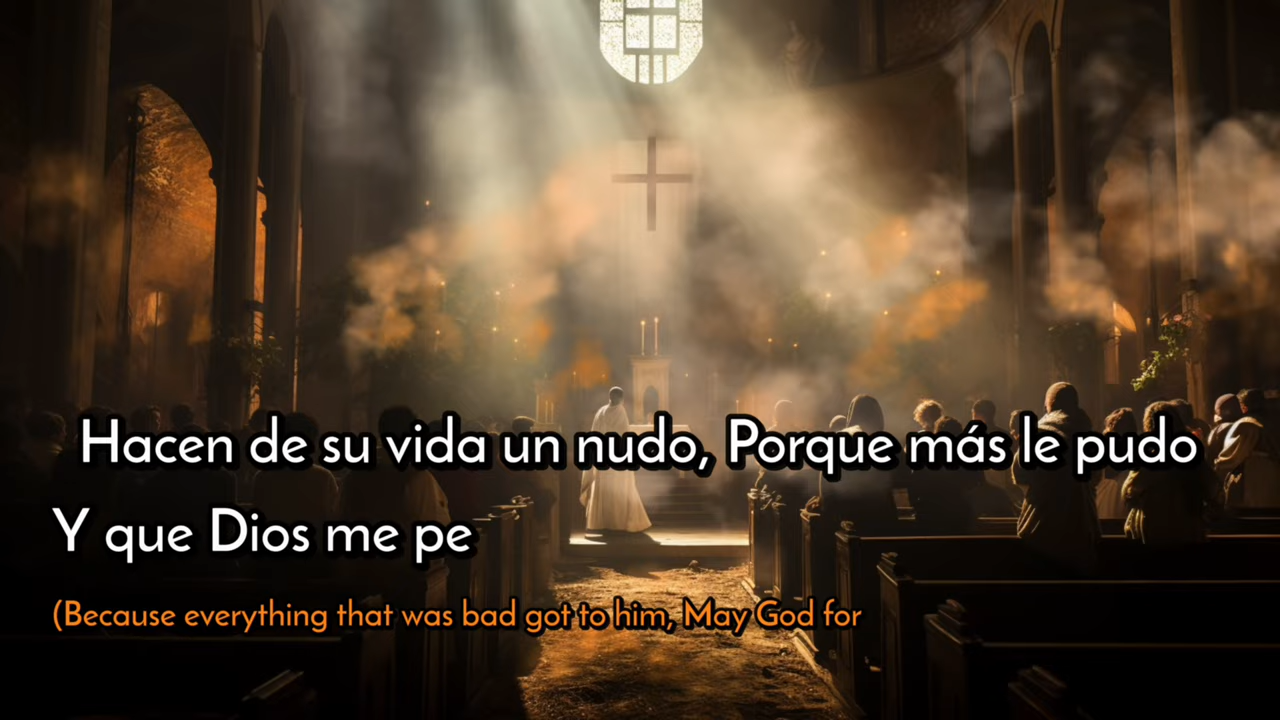 Hacen de su vida un nudo, Porque más le pudo
Y que Dios me pe
(Because everything that was bad got to him, May God for